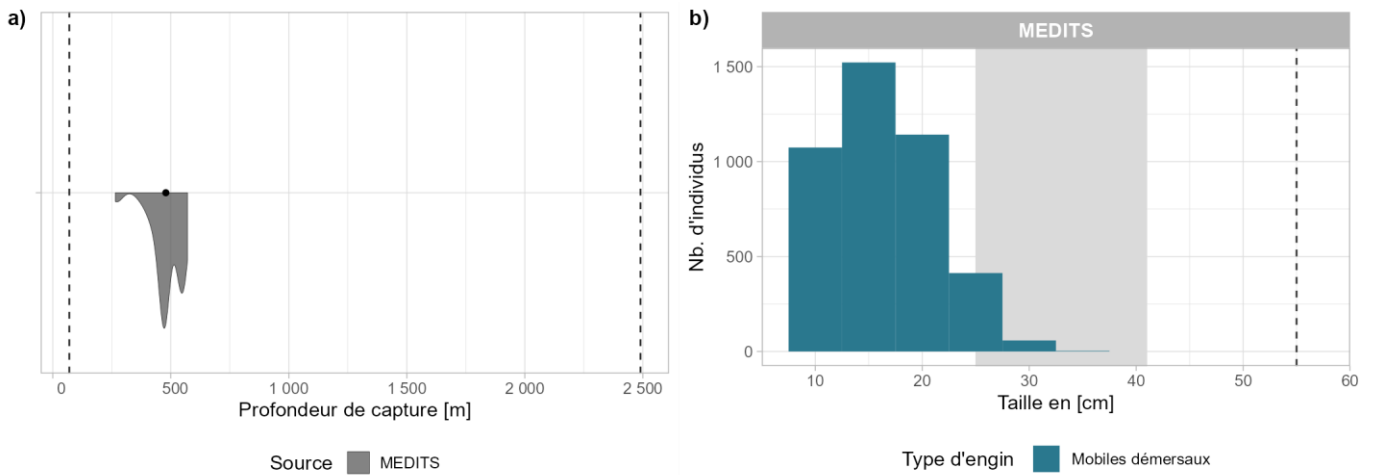 a)
0 500 1 000 1 500 2 000 2 500
Profondeur de capture [m]
Source MEDITS
b)
MEDITS
1 500
1 000
500
0
Nb. d'individus
10 20 30 40 50 60
Taille en [cm]
Type d'engin Mobiles démersaux